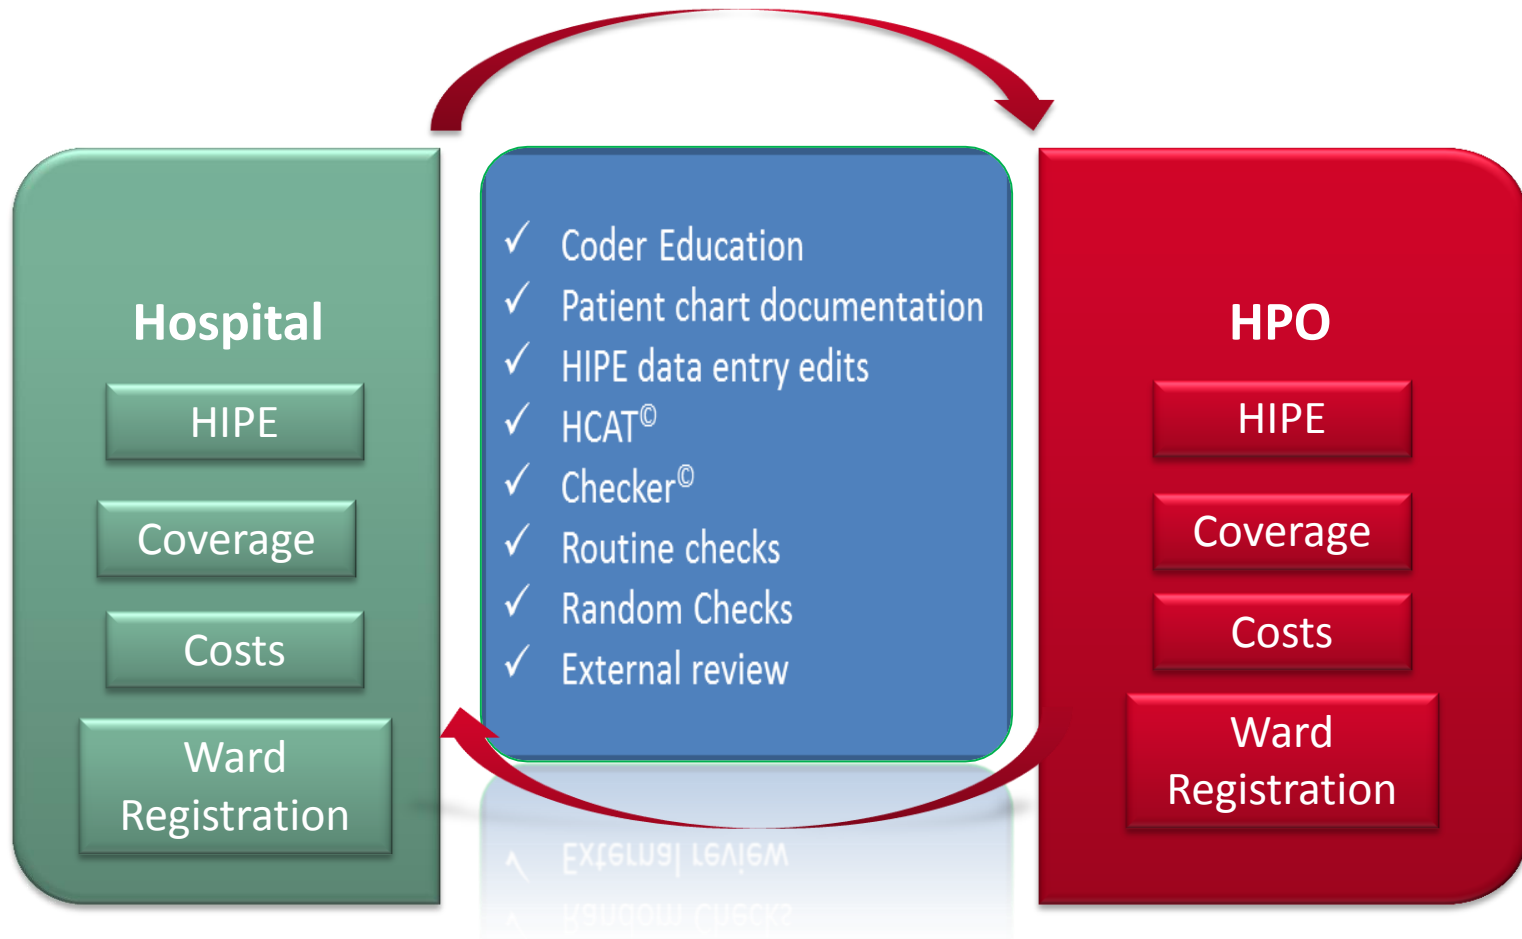 Hospital
HIPE
Coverage
Costs
Ward
Registration
✓ Coder Education
✓ Patient chart documentation
✓ HIPE data entry edits
✓ HCAT©
✓ Checker©
✓ Routine checks
✓ Random Checks
✓ External review
HPO
HIPE
Coverage
Costs
Ward
Registration